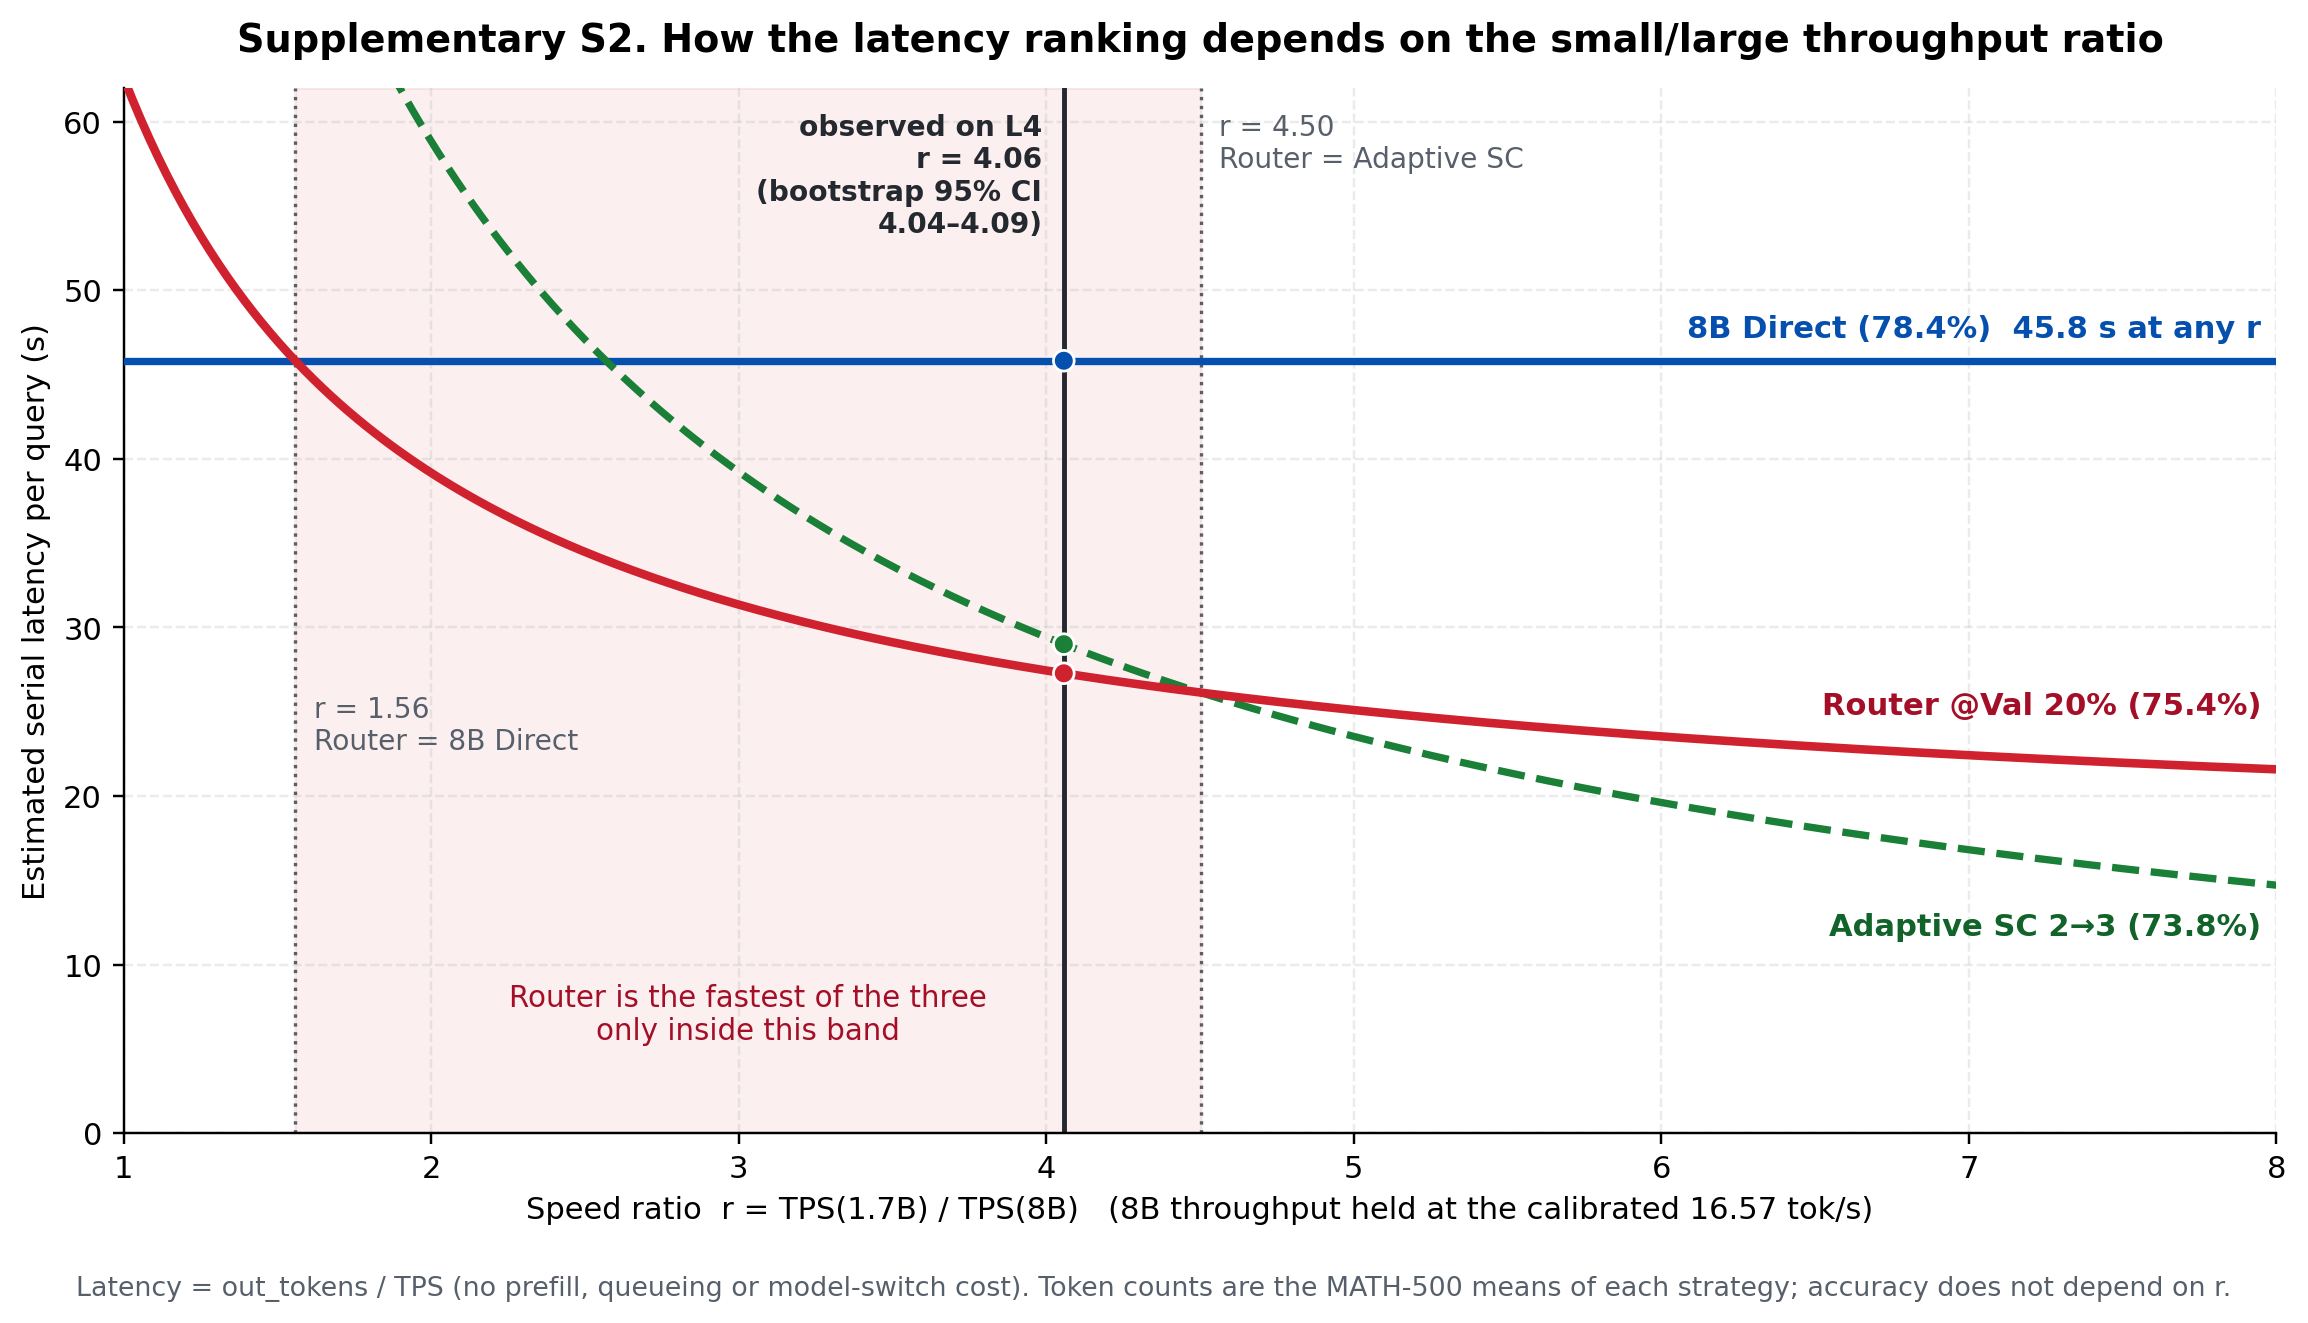 Supplementary S2. How the latency ranking depends on the small/large throughput ratio
Estimated serial latency per query (s)
60
50
40
30
20
10
0
observed on L4
r = 4.06
(bootstrap 95% CI
4.04–4.09)
r = 4.50
Router = Adaptive SC
8B Direct (78.4%)  45.8 s at any r
r = 1.56
Router = 8B Direct
Router @Val 20% (75.4%)
Adaptive SC 2→3 (73.8%)
Router is the fastest of the three
only inside this band
1 2 3 4 5 6 7 8
Speed ratio  r = TPS(1.7B) / TPS(8B)   (8B throughput held at the calibrated 16.57 tok/s)
Latency = out_tokens / TPS (no prefill, queueing or model-switch cost). Token counts are the MATH-500 means of each strategy; accuracy does not depend on r.